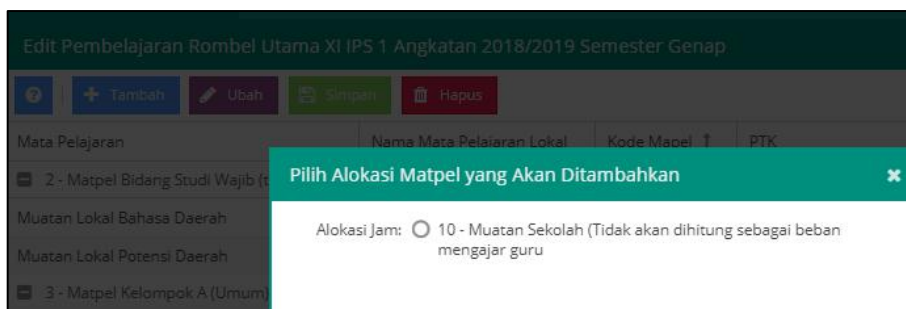 Edit Pembelajaran Rombel Utama XI IPS 1 Angkatan 2018/2019 Semester Genap
Tambah Ubah Simpan Hapus
Mata Pelajaran Nama Mata Pelajaran Lokal Kode Mapel ↑ PTK
2 - Matpel Bidang Studi Wajib (t
Pilih Alokasi Matpel yang Akan Ditambahkan
Muatan Lokal Bahasa Daerah
Alokasi Jam: 10 - Muatan Sekolah (Tidak akan dihitung sebagai beban
mengajar guru
Muatan Lokal Potensi Daerah
3 - Matpel Kelompok A (Umum)